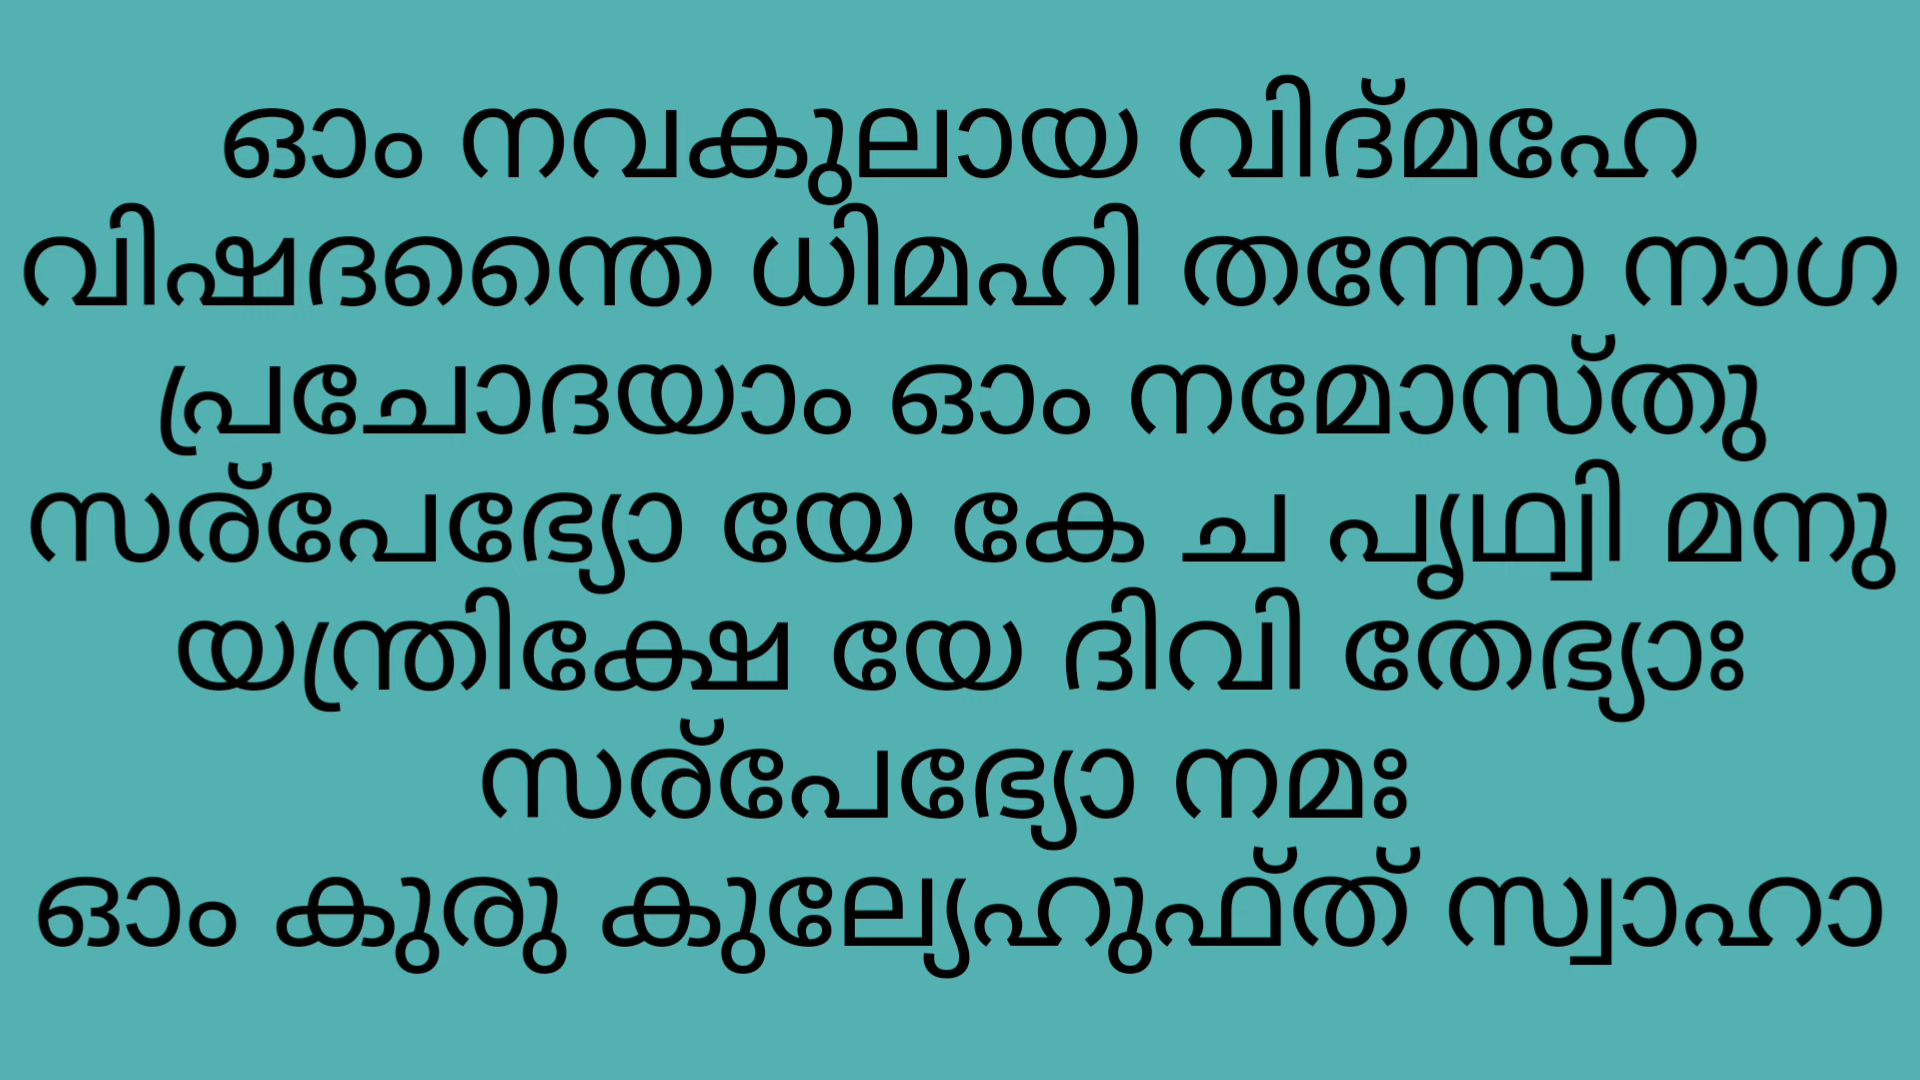 ഓം നവകുലായ വിദ്മഹേ
വിഷദന്തൈ ധിമഹി തന്നോ നാഗ
പ്രചോദയാം ഓം നമോസ്തു
സര്പേഭ്യോ യേ കേ ച പൃഥ്വി മനു
യന്ത്രിക്ഷേ യേ ദിവി തേഭ്യാഃ
സര്പേഭ്യോ നമഃ
ഓം കുരു കുല്യേഹുഫ്ത് സ്വാഹാ